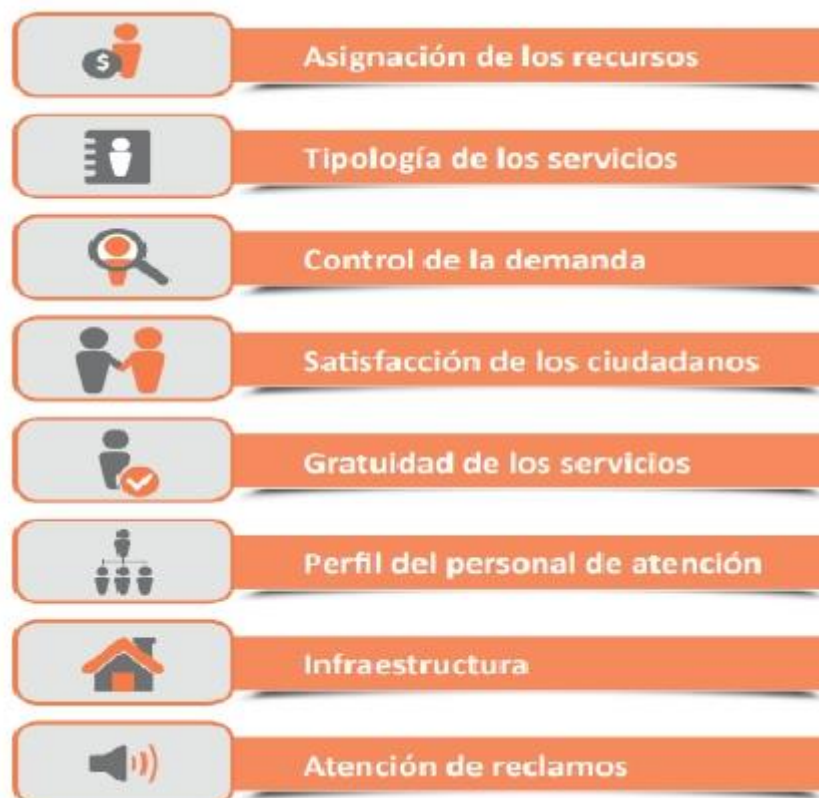 $
Asignación de los recursos
Tipología de los servicios
Control de la demanda
Satisfacción de los ciudadanos
Gratuidad de los servicios
Perfil del personal de atención
Infraestructura
Atención de reclamos